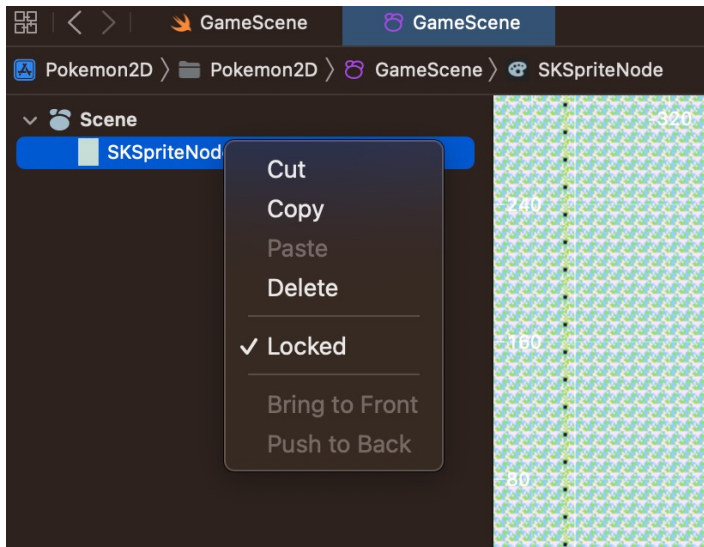 GameScene GameScene
Pokemon2D Pokemon2D GameScene SKSpriteNode
Scene
SKSpriteNod
Cut
Copy
Paste
Delete
Locked
Bring to Front
Push to Back
-320
240
160
80